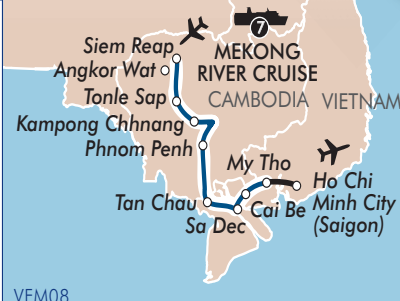 7
Siem Reap
MEKONG
RIVER CRUISE
Angkor Wat
Tonle Sap
CAMBODIA VIETNAM
Kampong Chhnang
Phnom Penh
My Tho
Ho Chi
Minh City
(Saigon)
Tan Chau
Cai Be
Sa Dec
VFM08